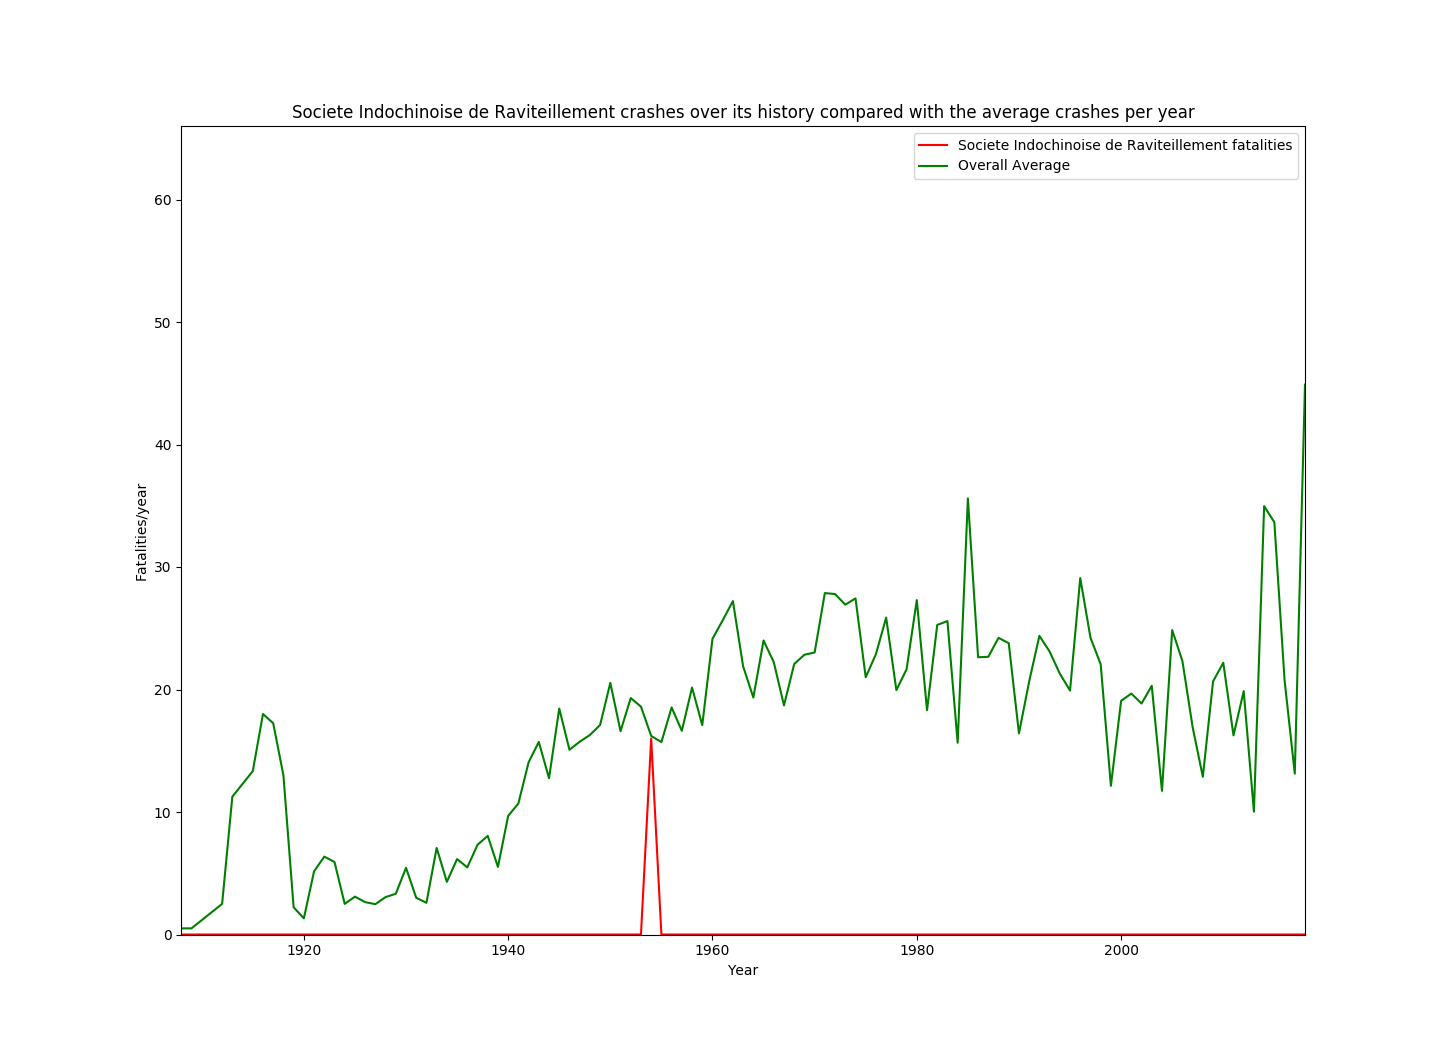 Societe Indochinoise de Raviteillement crashes over its history compared with the average crashes per year
Societe Indochinoise de Raviteillement fatalities
Overall Average
60
50
40
30
20
10
0
Fatalities/year
1920 1940 1960 1980 2000
Year